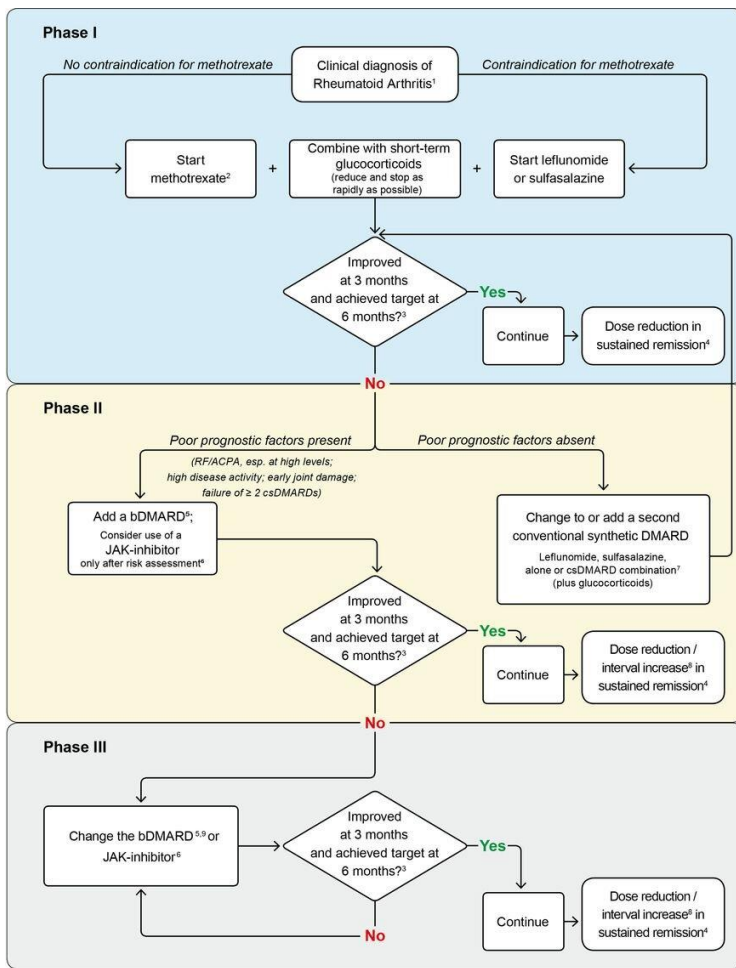 Phase I
No contraindication for methotrexate
Clinical diagnosis of
Rheumatoid Arthritis¹
Contraindication for methotrexate
Start
methotrexate²
+
Combine with short-term
glucocorticoids
(reduce and stop as
rapidly as possible)
+
Start leflunomide
or sulfasalazine
Improved
at 3 months
and achieved target at
6 months?³
Yes
Continue
Dose reduction in
sustained remission⁴
No
Phase II
Poor prognostic factors present
(RF/ACPA, esp. at high levels;
high disease activity; early joint damage;
failure of ≥ 2 csDMARDs)
Poor prognostic factors absent
Add a bDMARD⁵;
Consider use of a
JAK-inhibitor
only after risk assessment⁶
Change to or add a second
conventional synthetic DMARD
Leflunomide, sulfasalazine,
alone or csDMARD combination⁷
(plus glucocorticoids)
Improved
at 3 months
and achieved target at
6 months?³
Yes
Continue
Dose reduction /
interval increase⁸ in
sustained remission⁴
No
Phase III
Change the bDMARD⁵,⁹ or
JAK-inhibitor⁶
Improved
at 3 months
and achieved target at
6 months?³
Yes
Continue
Dose reduction /
interval increase⁸ in
sustained remission⁴
No